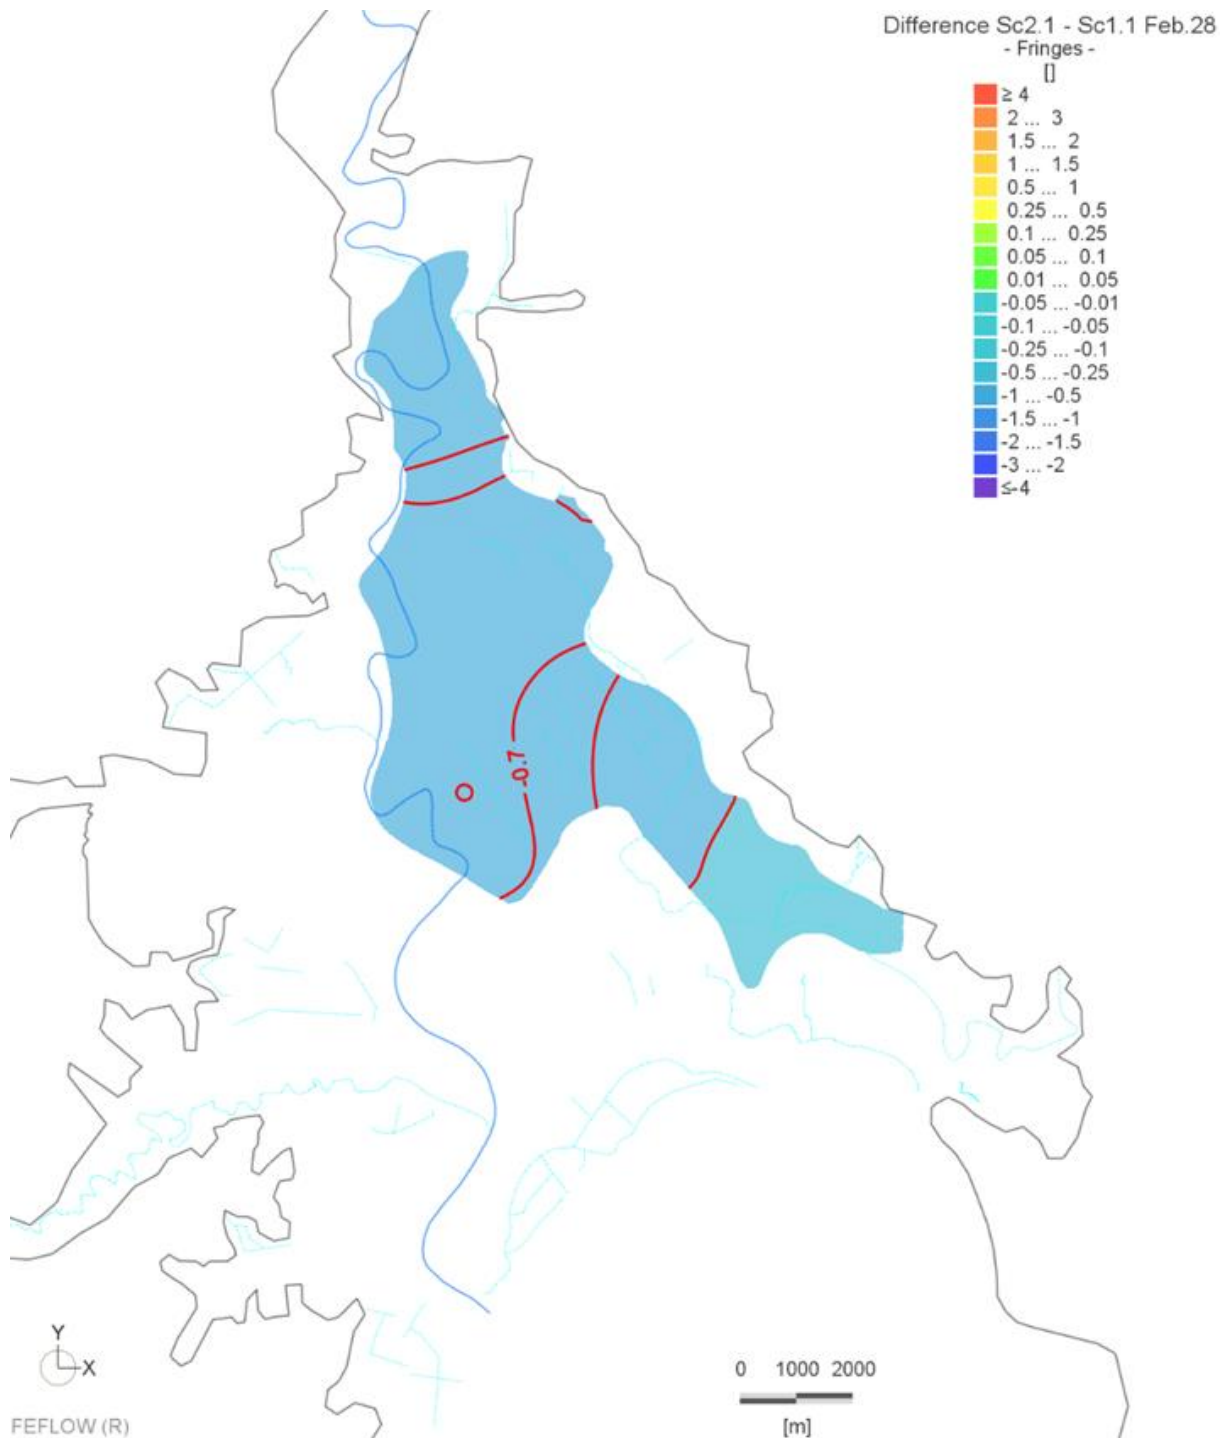 Difference Sc2.1 - Sc1.1 Feb.28
- Fringes -
[]
≥ 4
2 ... 3
1.5 ... 2
1 ... 1.5
0.5 ... 1
0.25 ... 0.5
0.1 ... 0.25
0.05 ... 0.1
0.01 ... 0.05
-0.05 ... -0.01
-0.1 ... -0.05
-0.25 ... -0.1
-0.5 ... -0.25
-1 ... -0.5
-1.5 ... -1
-2 ... -1.5
-3 ... -2
≤-4
-0.7
Y
X
0 1000 2000
[m]
FEFLOW (R)